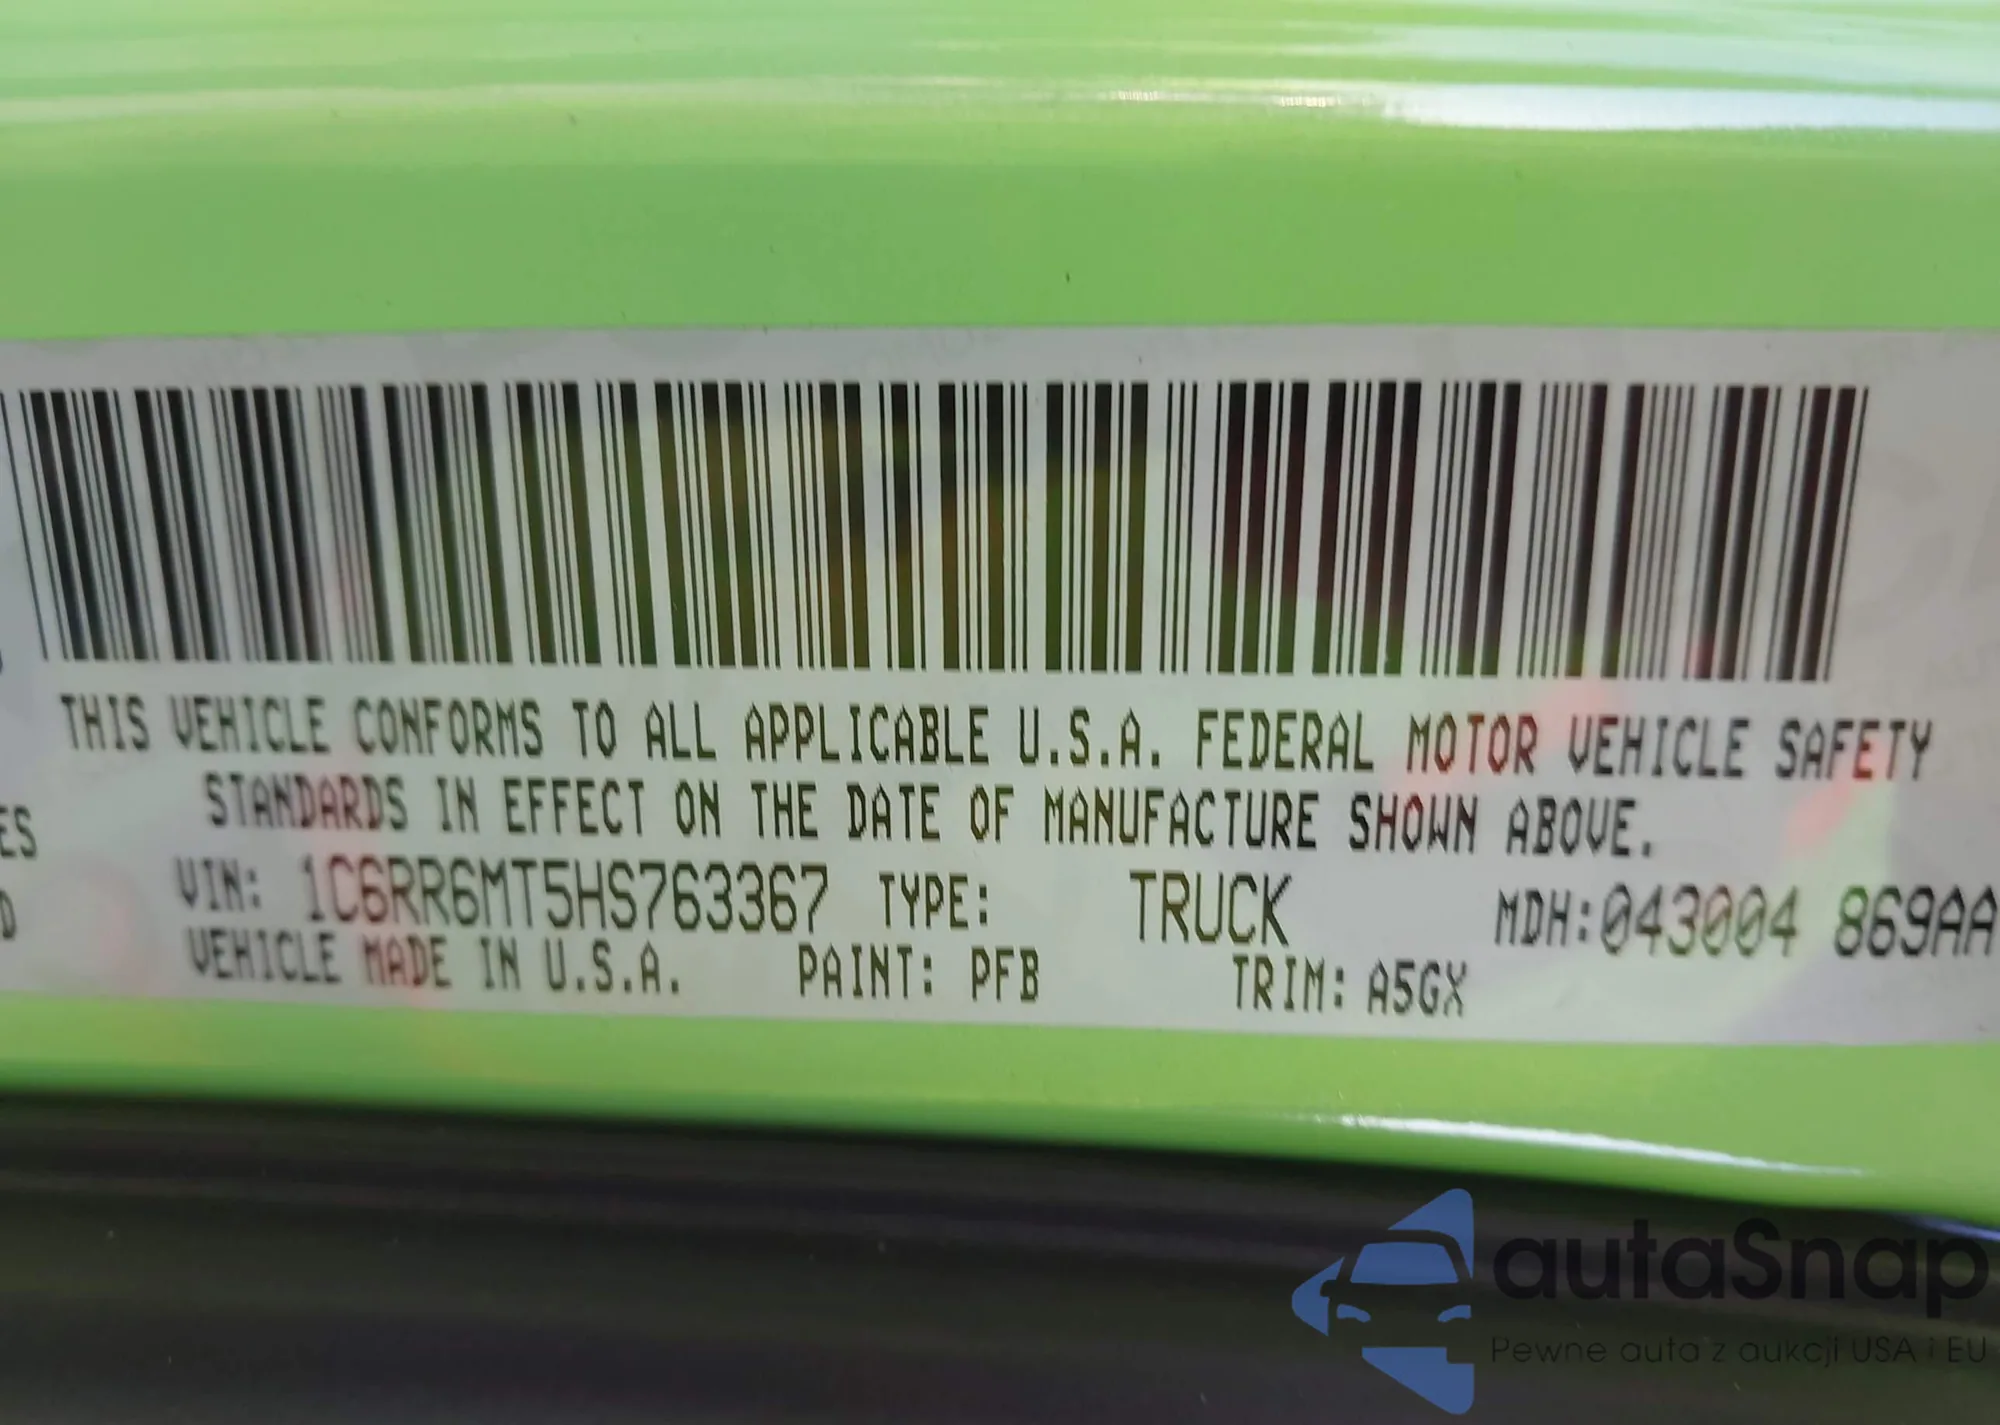 THIS VEHICLE CONFORMS TO ALL APPLICABLE U.S.A. FEDERAL MOTOR VEHICLE SAFETY
STANDARDS IN EFFECT ON THE DATE OF MANUFACTURE SHOWN ABOVE.
ES
VIN: 1C6RR6MT5HS763367 TYPE: TRUCK MDH:043004 869AA
D
VEHICLE MADE IN U.S.A. PAINT: PFB TRIM: A5GX
autaSnap
Pewne auta z aukcji USA i EU